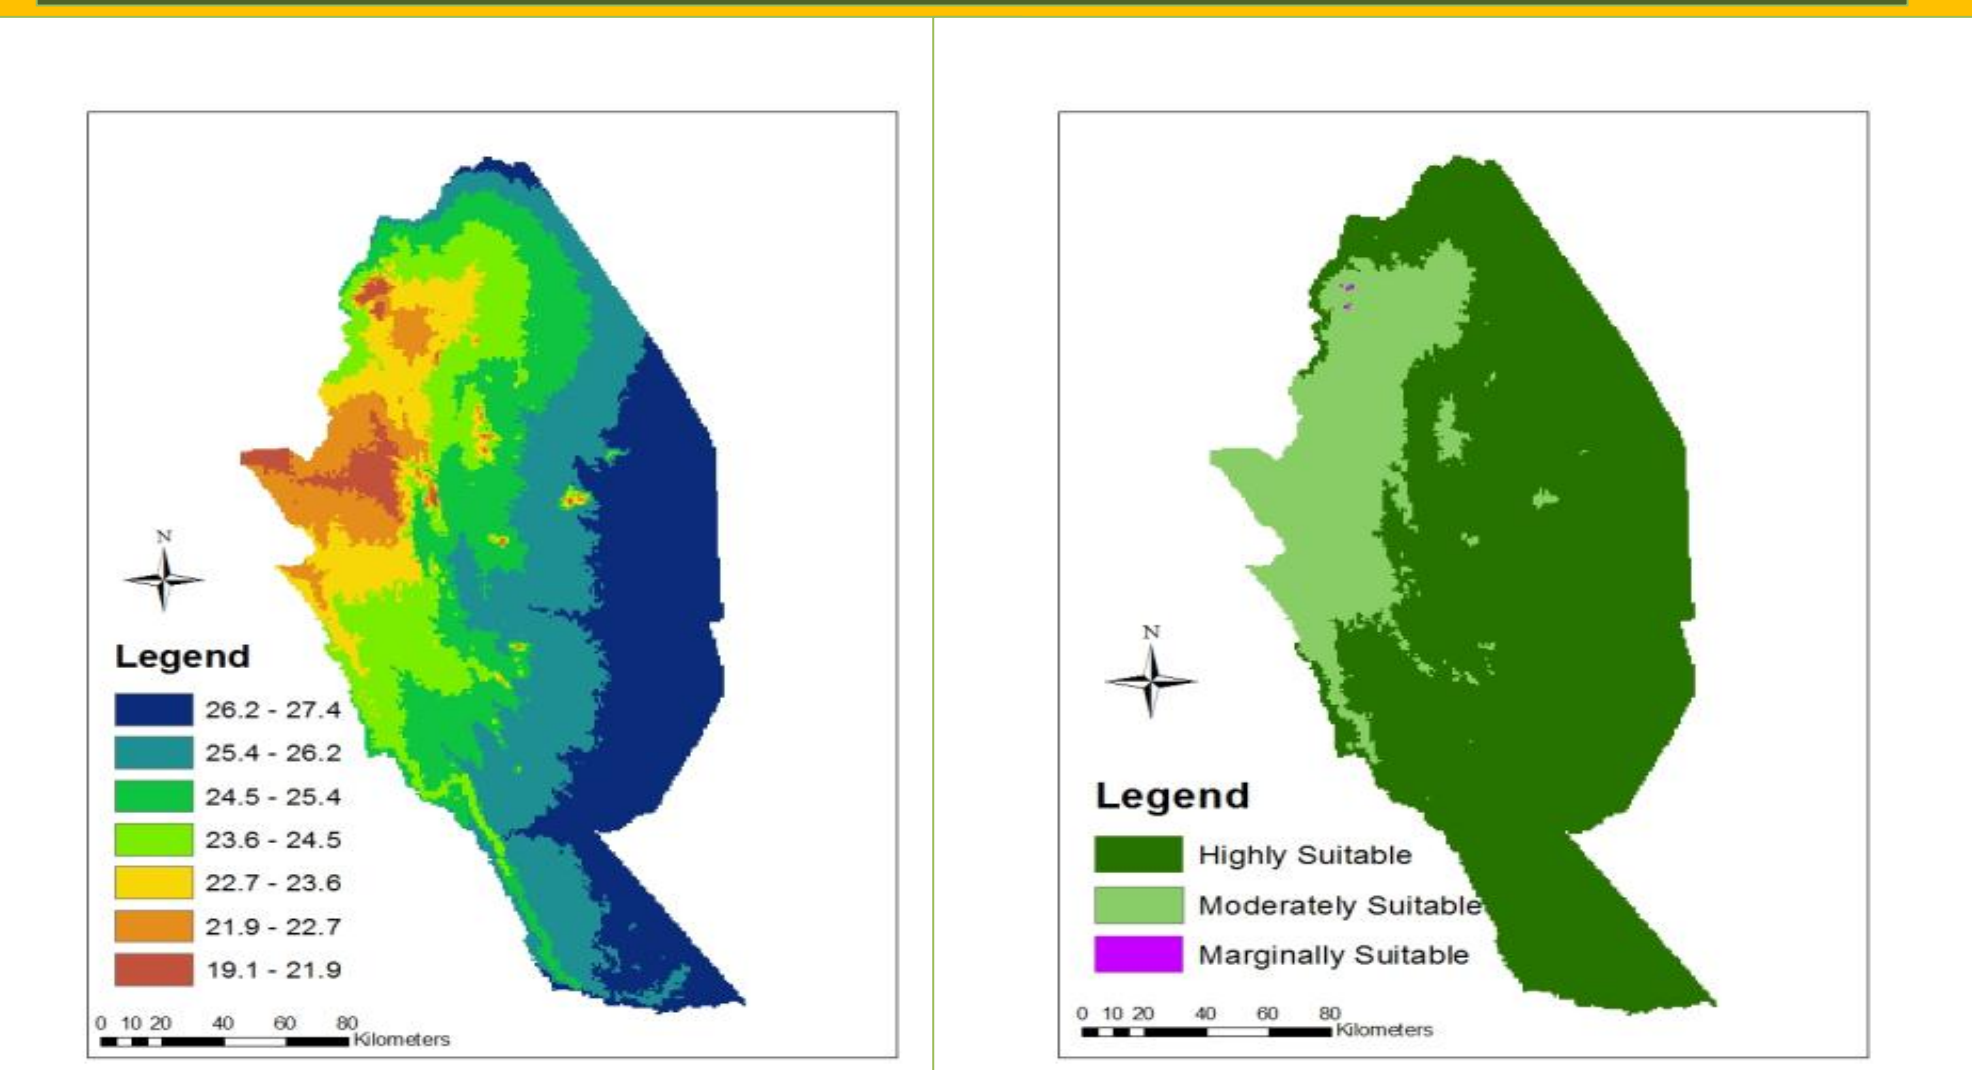 N
Legend
26.2 - 27.4
25.4 - 26.2
24.5 - 25.4
23.6 - 24.5
22.7 - 23.6
21.9 - 22.7
19.1 - 21.9
0 10 20 40 60 80
Kilometers
N
Legend
Highly Suitable
Moderately Suitable
Marginally Suitable
0 10 20 40 60 80
Kilometers